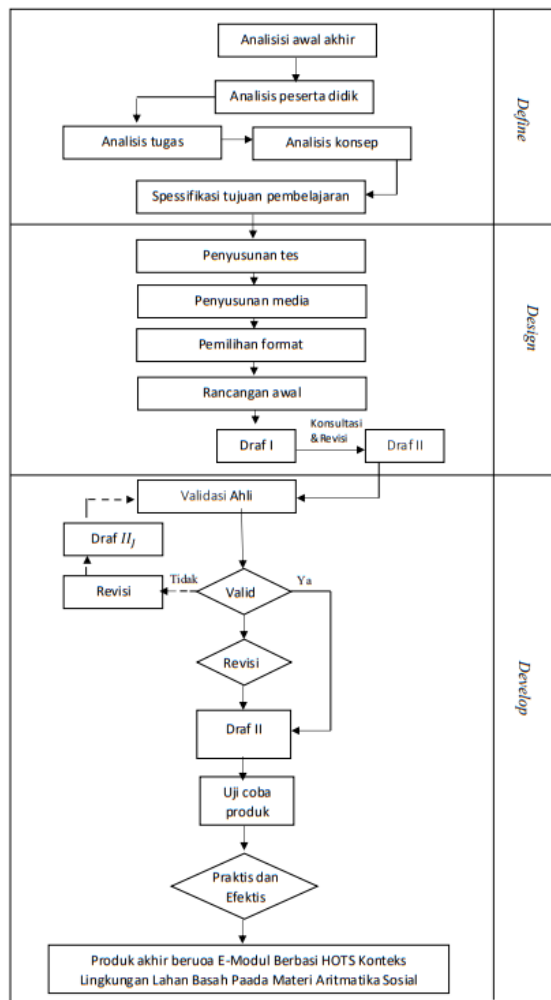 Analisisi awal akhir
Analisis peserta didik
Analisis tugas
Analisis konsep
Spessifikasi tujuan pembelajaran
Define
Penyusunan tes
Penyusunan media
Pemilihan format
Rancangan awal
Konsultasi
& Revisi
Draf I
Draf II
Design
Validasi Ahli
Draf II_J
Revisi
Tidak
Valid
Ya
Revisi
Draf II
Uji coba
produk
Praktis dan
Efektis
Produk akhir beruoa E-Modul Berbasi HOTS Konteks
Lingkungan Lahan Basah Paada Materi Aritmatika Sosial
Develop